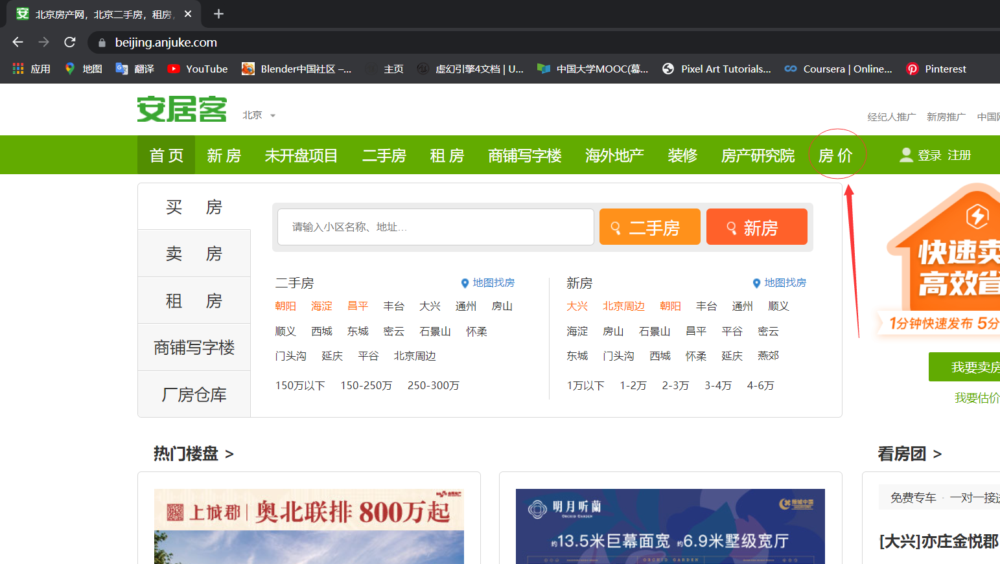 北京房产网，北京二手房，租房，
beijing.anjuke.com
应用 地图 翻译 YouTube Blender中国社区 –... 主页 虚幻引擎4文档 | U... 中国大学MOOC(慕... Pixel Art Tutorials... Coursera | Online... Pinterest
安居客 北京
经纪人推广 新房推广 中国网
首页 新房 未开盘项目 二手房 租房 商铺写字楼 海外地产 装修 房产研究院 房价 登录 注册
买 房
卖 房
租 房
商铺写字楼
厂房仓库
请输入小区名称、地址... 二手房 新房
二手房 地图找房
朝阳 海淀 昌平 丰台 大兴 通州 房山
顺义 西城 东城 密云 石景山 怀柔
门头沟 延庆 平谷 北京周边
150万以下 150-250万 250-300万
新房 地图找房
大兴 北京周边 朝阳 丰台 通州 顺义
海淀 房山 石景山 昌平 平谷 密云
东城 门头沟 西城 怀柔 延庆 燕郊
1万以下 1-2万 2-3万 3-4万 4-6万
快速卖
高效省
1分钟快速发布 5分
我要卖房
我要估价
热门楼盘 >
上城郡 奥北联排 800万起
明月听蘭
ORCHID GARDEN
约13.5米巨幕面宽 约6.9米墅级宽厅
ORCHID GARDEN
看房团 >
免费专车 · 一对一接送
[大兴]亦庄金悦郡